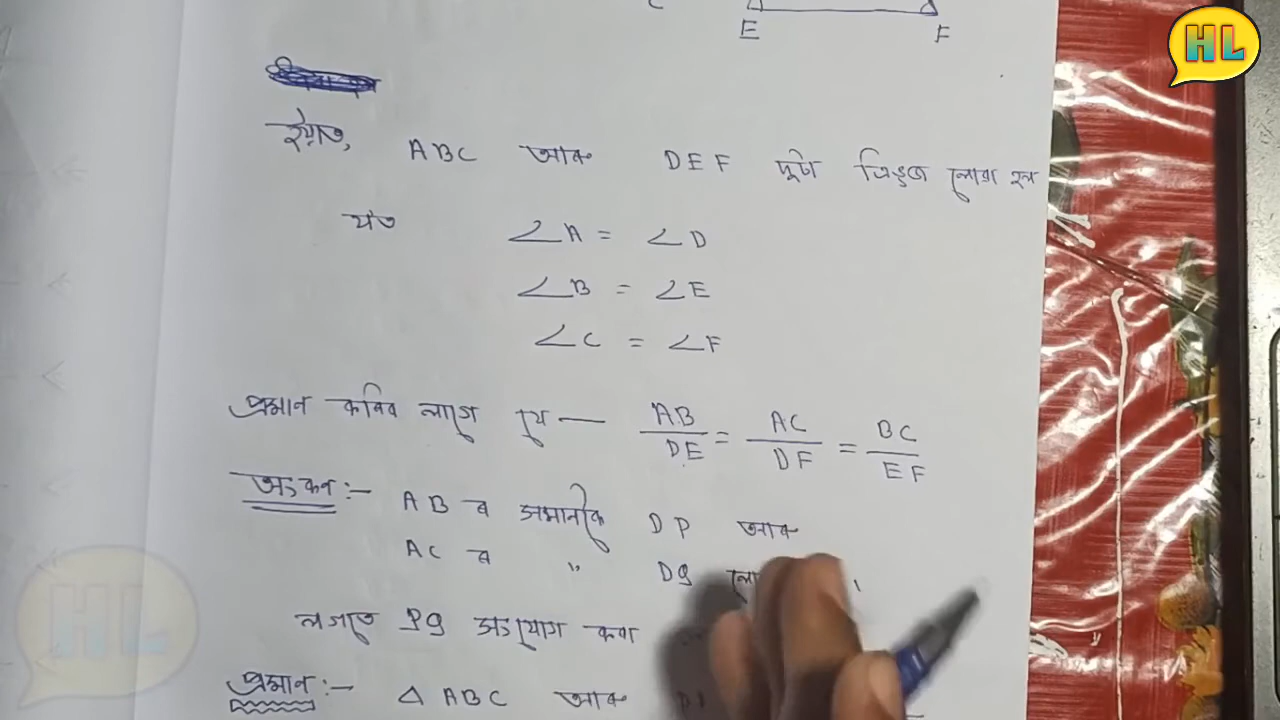 E F
ইয়াত, ABC আৰু DEF দুটা ত্ৰিভুজ লোৱা হল
য'ত ∠A = ∠D
∠B = ∠E
∠C = ∠F
প্ৰমান কৰিব লাগে যে — AB/DE = AC/DF = BC/EF
অংকন :- AB ৰ সমানকৈ DP আৰু
AC ৰ " DQ
লগতে PQ সংযোগ কৰা
প্ৰমান :- Δ ABC আৰু
HL
HL